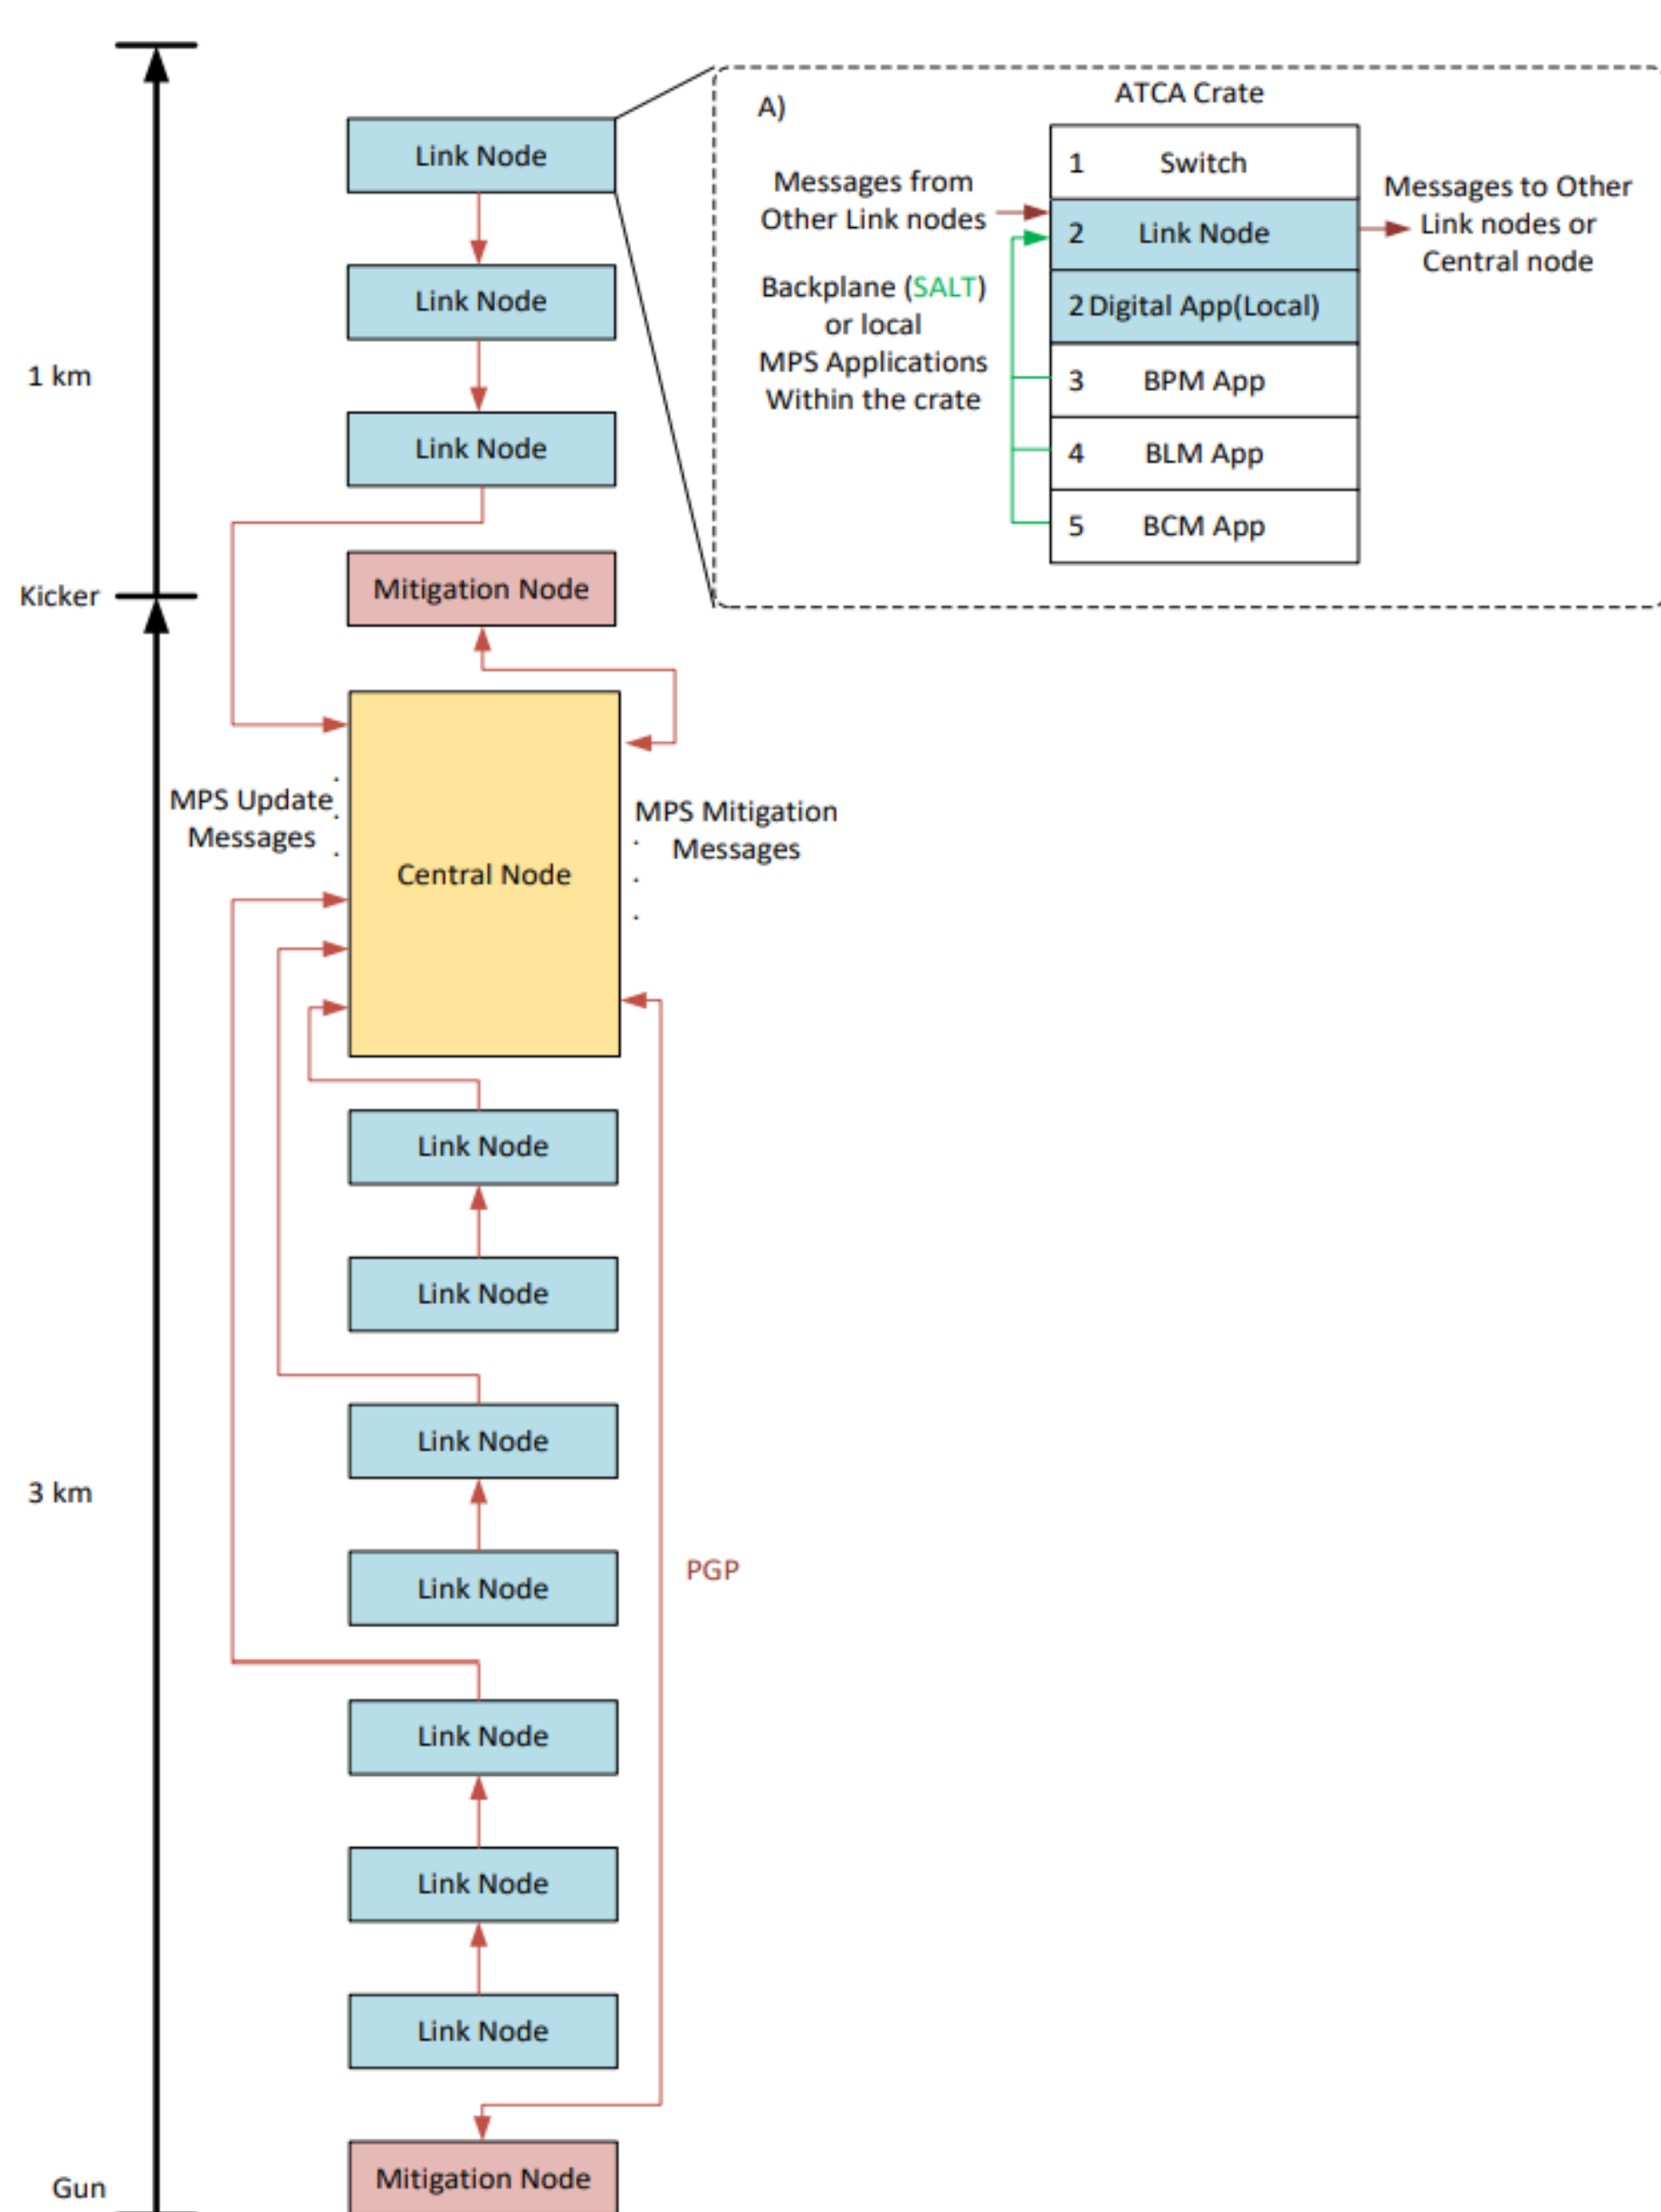 Link Node
Link Node
Link Node
1 km
Kicker
Mitigation Node
A)
ATCA Crate
Messages from
Other Link nodes
Backplane (SALT)
or local
MPS Applications
Within the crate
1 Switch
2 Link Node
2 Digital App(Local)
3 BPM App
4 BLM App
5 BCM App
Messages to Other
Link nodes or
Central node
MPS Update
Messages
Central Node
MPS Mitigation
Messages
Link Node
Link Node
Link Node
3 km
Link Node
PGP
Link Node
Link Node
Link Node
Gun
Mitigation Node